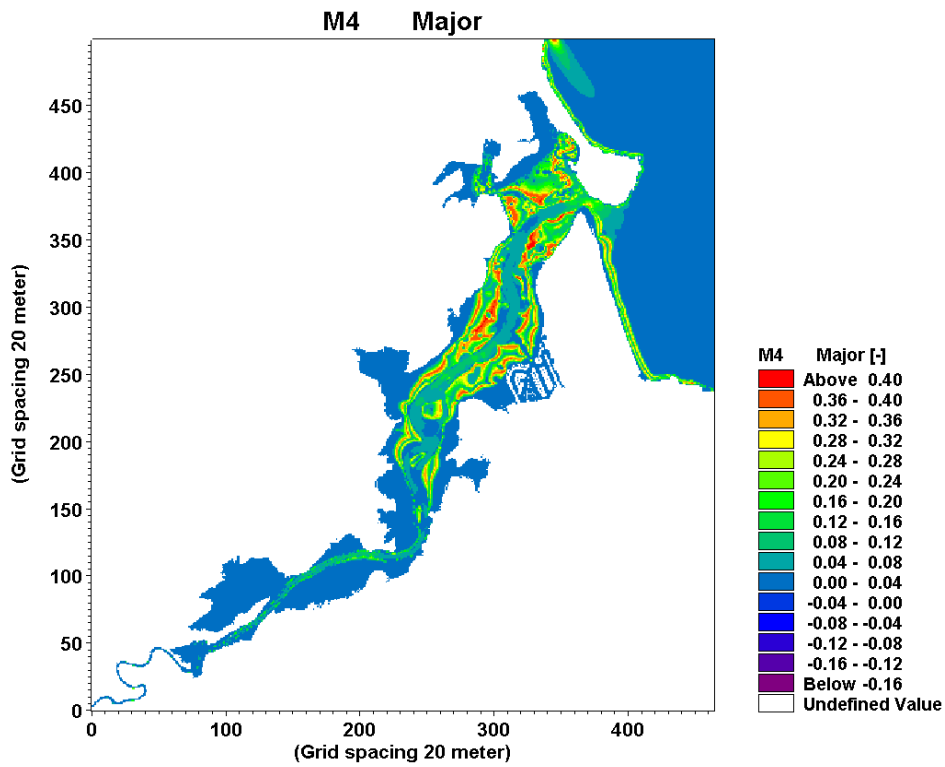 M4 Major
450
400
350
300
250
200
150
100
50
0
(Grid spacing 20 meter)
0 100 200 300 400
(Grid spacing 20 meter)
M4 Major [-]
Above 0.40
0.36 - 0.40
0.32 - 0.36
0.28 - 0.32
0.24 - 0.28
0.20 - 0.24
0.16 - 0.20
0.12 - 0.16
0.08 - 0.12
0.04 - 0.08
0.00 - 0.04
-0.04 - 0.00
-0.08 - -0.04
-0.12 - -0.08
-0.16 - -0.12
Below -0.16
Undefined Value